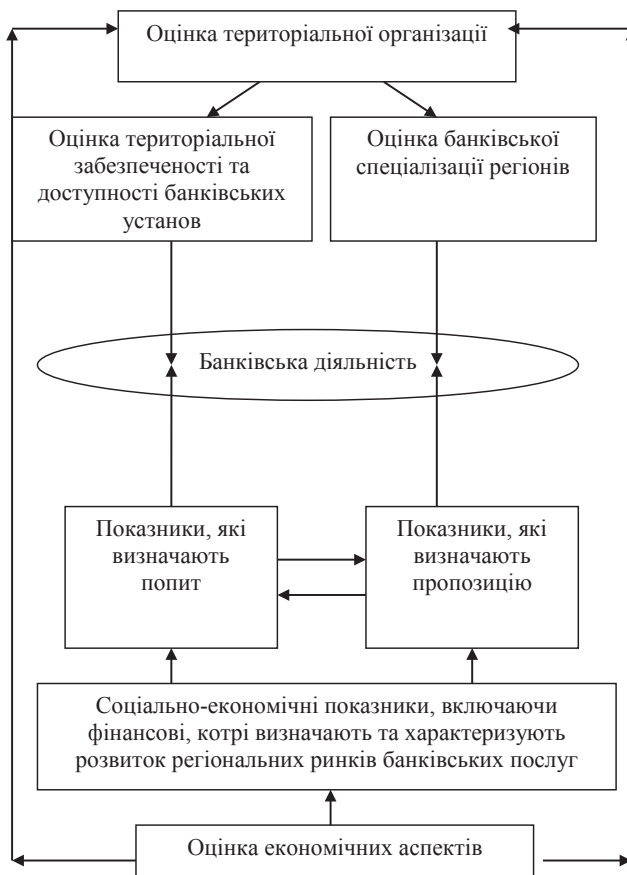 Оцінка територіальної організації
Оцінка територіальної
забезпеченості та
доступності банківських
установ
Оцінка банківської
спеціалізації регіонів
Банківська діяльність
Показники, які
визначають
попит
Показники, які
визначають
пропозицію
Соціально-економічні показники, включаючи
фінансові, котрі визначають та характеризують
розвиток регіональних ринків банківських послуг
Оцінка економічних аспектів